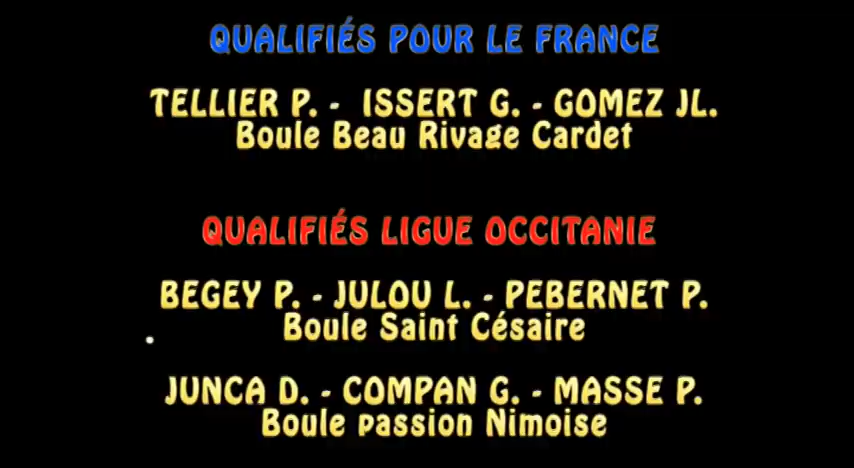 QUALIFIÉS POUR LE FRANCE
TELLIER P. - ISSERT G. - GOMEZ JL.
Boule Beau Rivage Cardet
QUALIFIÉS LIGUE OCCITANIE
BEGEY P. - JULOU L. - PEBERNET P.
Boule Saint Césaire
JUNCA D. - COMPAN G. - MASSE P.
Boule passion Nimoise